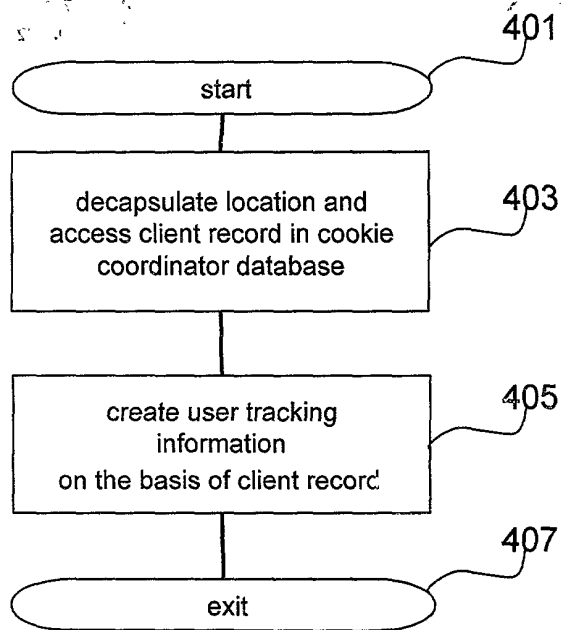 401
start
403
decapsulate location and
access client record in cookie
coordinator database
405
create user tracking
information
on the basis of client record
407
exit